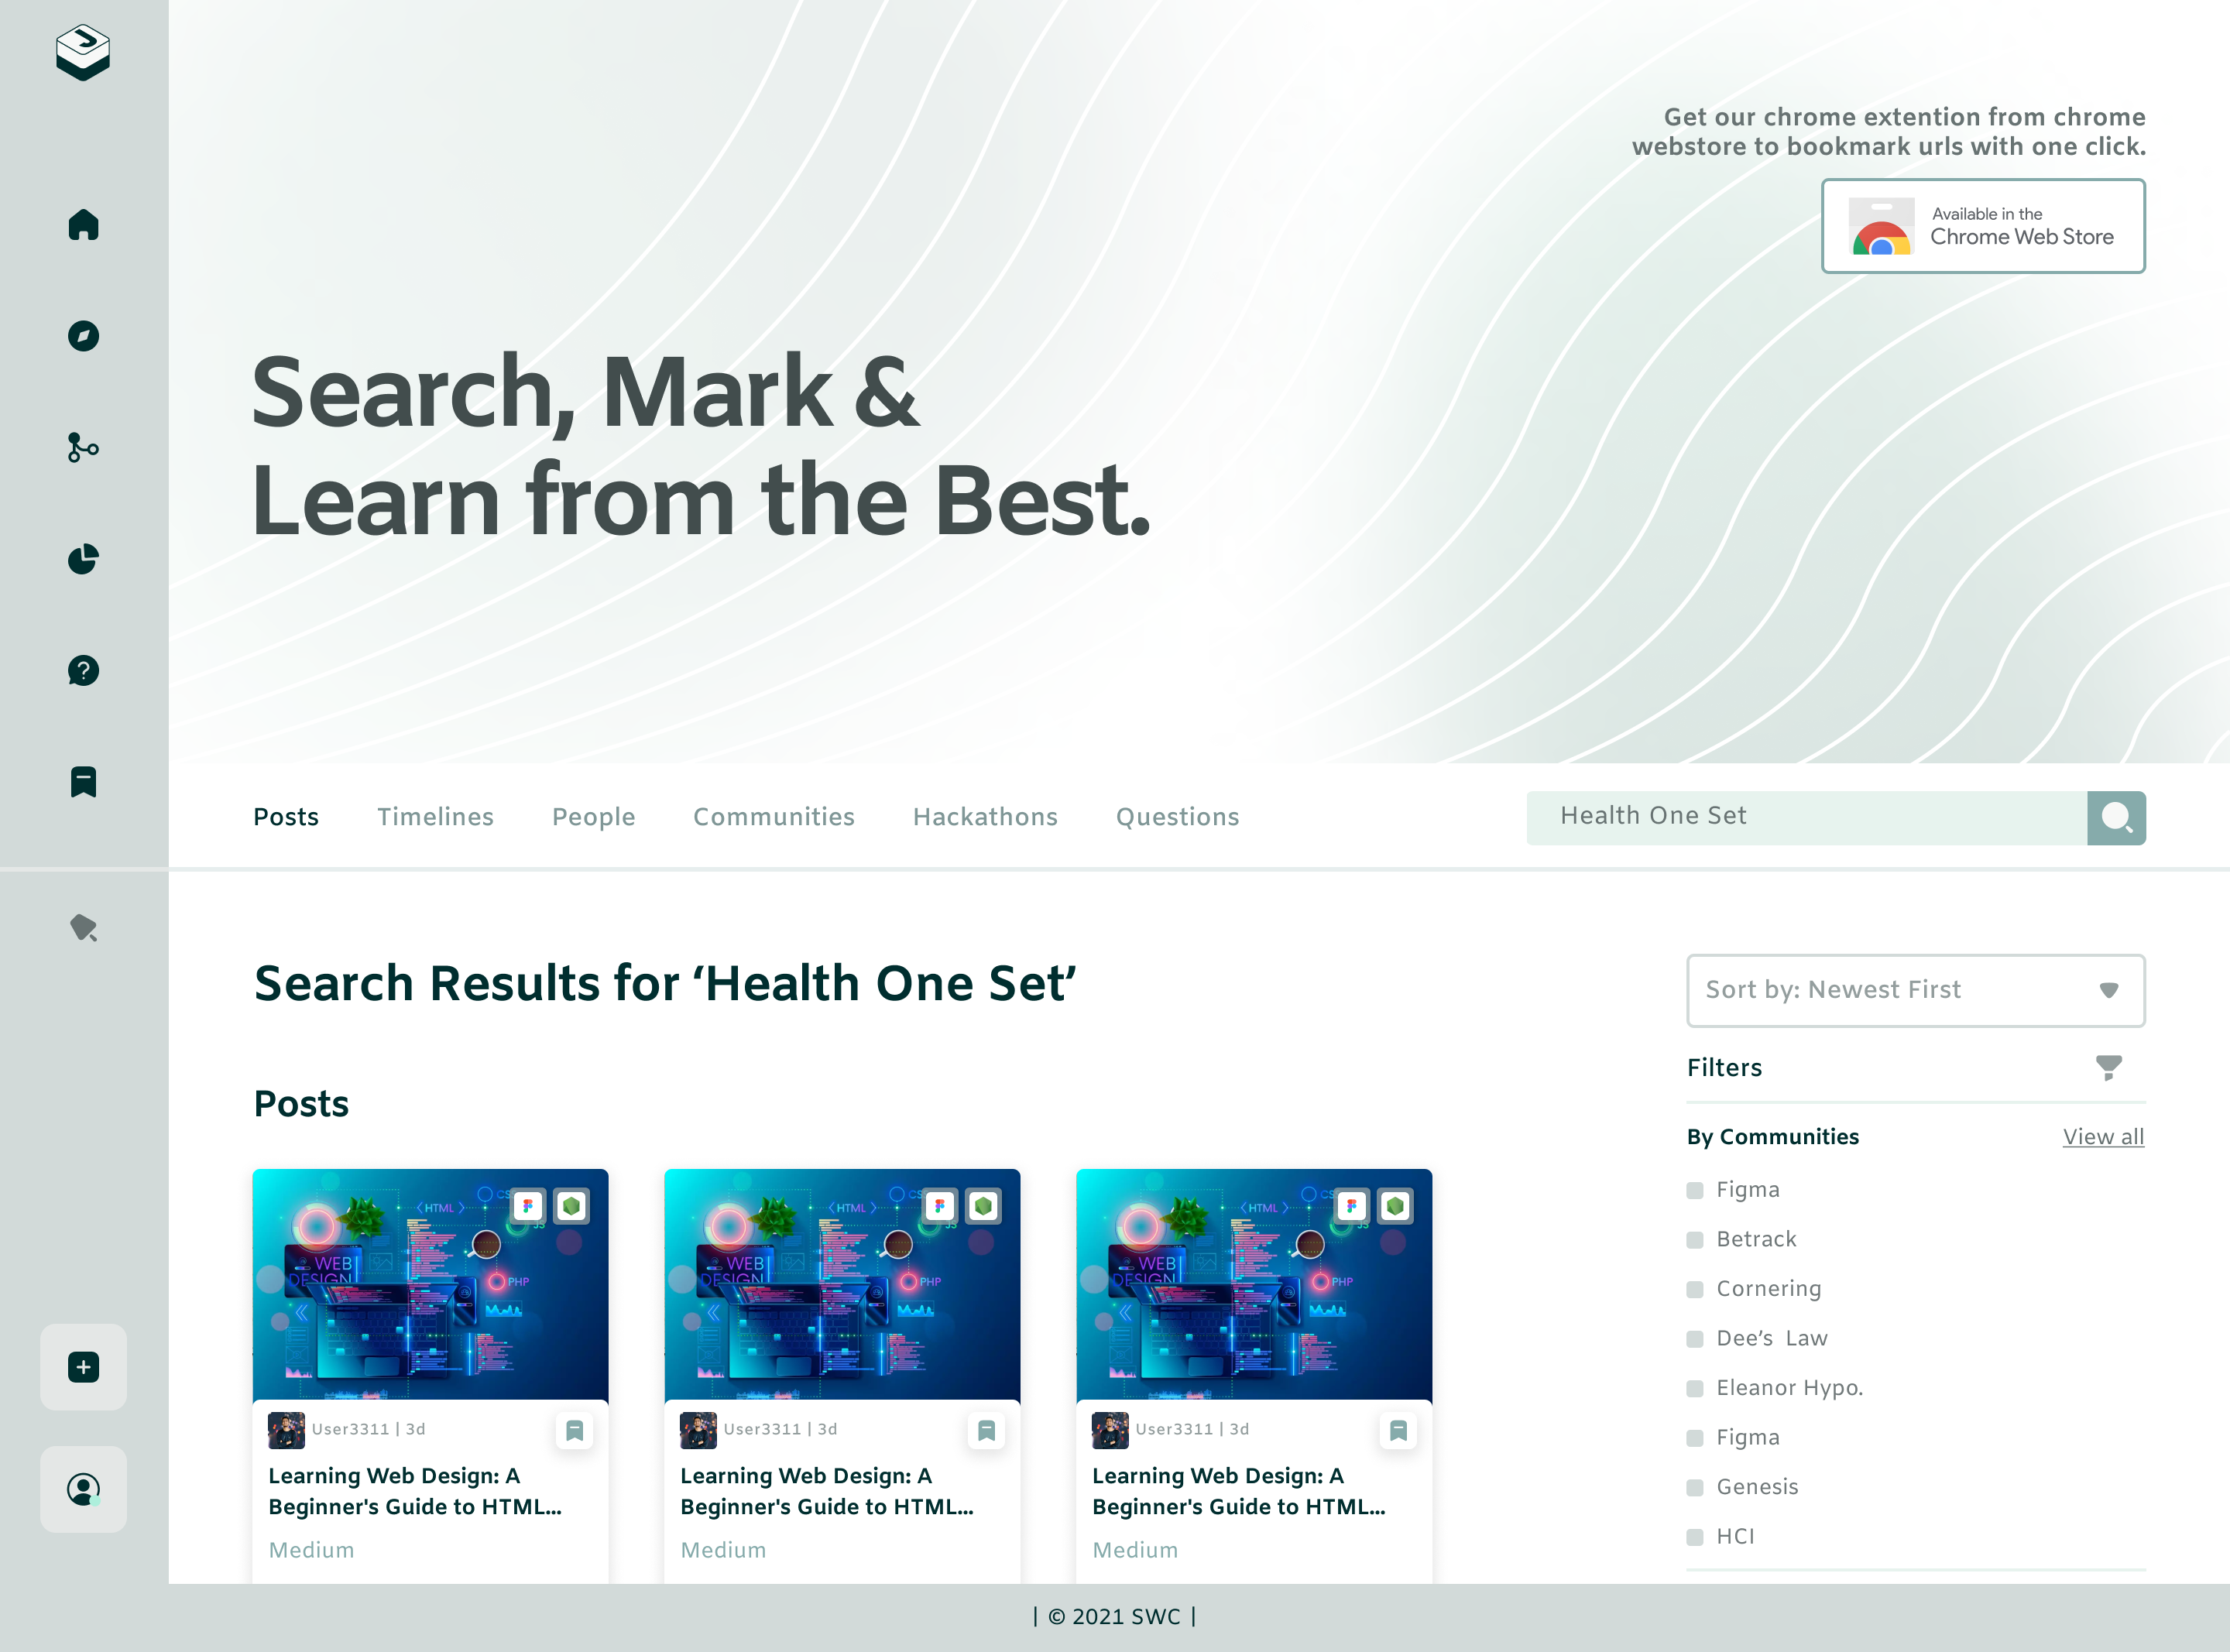 Get our chrome extention from chrome
webstore to bookmark urls with one click.
Available in the
Chrome Web Store
Search, Mark &
Learn from the Best.
Posts
Timelines
People
Communities
Hackathons
Questions
Health One Set
Search Results for ‘Health One Set’
Sort by: Newest First
Filters
Posts
By Communities
View all
Figma
Betrack
Cornering
Dee’s  Law
Eleanor Hypo.
Figma
Genesis
HCI
HTML
CS
JS
WEB
DESIGN
PHP
User3311 | 3d
Learning Web Design: A
Beginner's Guide to HTML...
Medium
HTML
CS
JS
WEB
DESIGN
PHP
User3311 | 3d
Learning Web Design: A
Beginner's Guide to HTML...
Medium
HTML
CS
JS
WEB
DESIGN
PHP
User3311 | 3d
Learning Web Design: A
Beginner's Guide to HTML...
Medium
| © 2021 SWC |